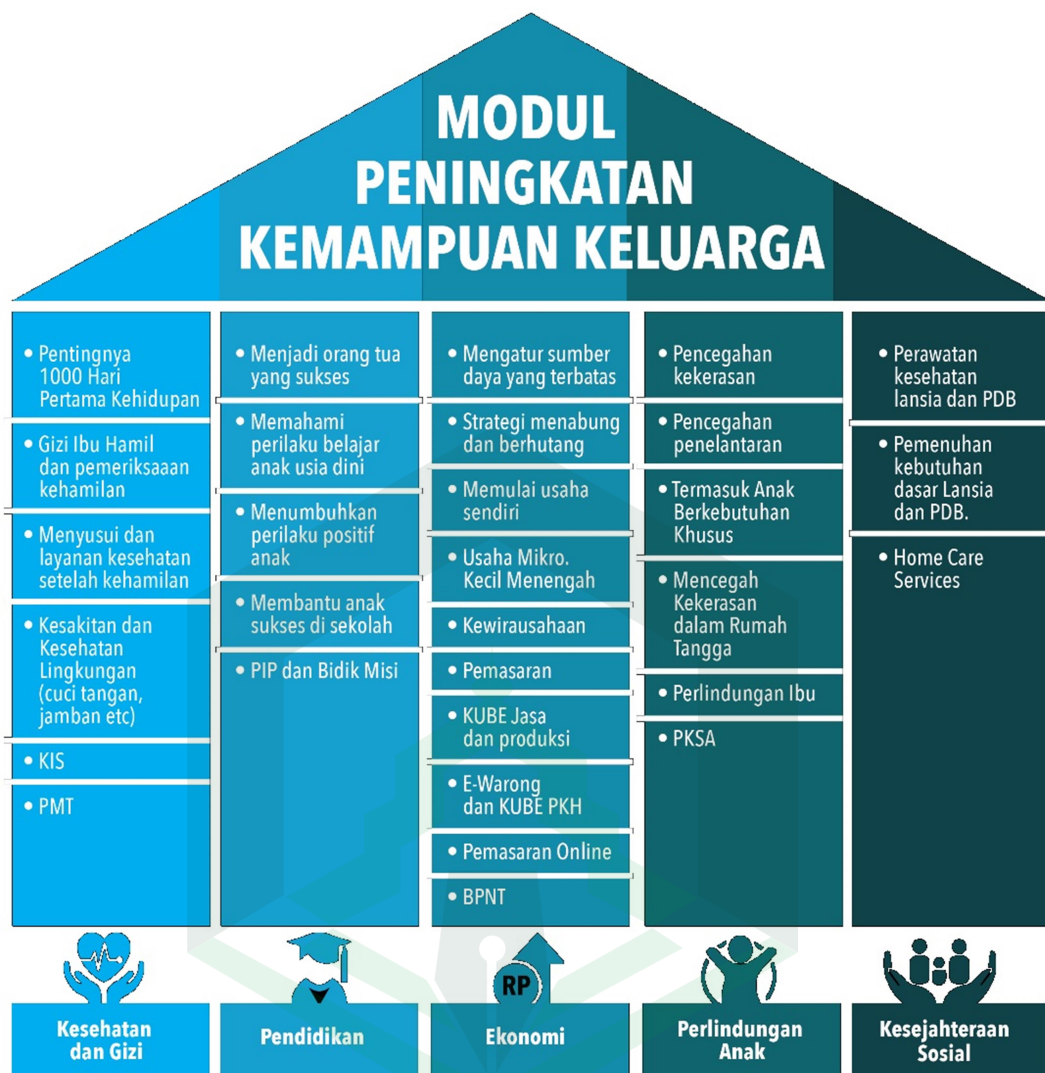 MODUL
PENINGKATAN
KEMAMPUAN KELUARGA
• Pentingnya
1000 Hari
Pertama Kehidupan
• Gizi Ibu Hamil
dan pemeriksaaan
kehamilan
• Menyusui dan
layanan kesehatan
setelah kehamilan
• Kesakitan dan
Kesehatan
Lingkungan
(cuci tangan,
jamban etc)
• KIS
• PMT
Kesehatan
dan Gizi
• Menjadi orang tua
yang sukses
• Memahami
perilaku belajar
anak usia dini
• Menumbuhkan
perilaku positif
anak
• Membantu anak
sukses di sekolah
• PIP dan Bidik Misi
Pendidikan
• Mengatur sumber
daya yang terbatas
• Strategi menabung
dan berhutang
• Memulai usaha
sendiri
• Usaha Mikro.
Kecil Menengah
• Kewirausahaan
• Pemasaran
• KUBE Jasa
dan produksi
• E-Warong
dan KUBE PKH
• Pemasaran Online
• BPNT
RP
Ekonomi
• Pencegahan
kekerasan
• Pencegahan
penelantaran
• Termasuk Anak
Berkebutuhan
Khusus
• Mencegah
Kekerasan
dalam Rumah
Tangga
• Perlindungan Ibu
• PKSA
Perlindungan
Anak
• Perawatan
kesehatan
lansia dan PDB
• Pemenuhan
kebutuhan
dasar Lansia
dan PDB.
• Home Care
Services
Kesejahteraan
Sosial